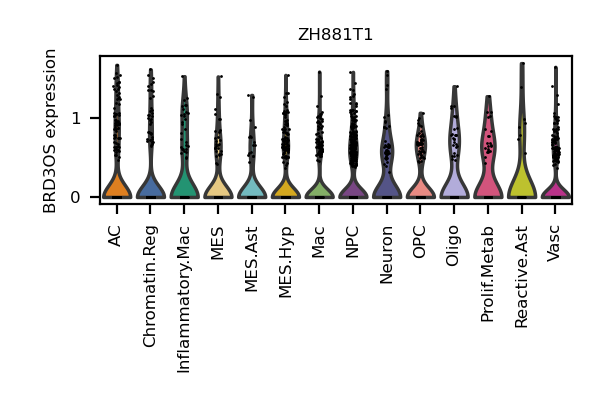 ZH881T1
BRD3OS expression
1
0
AC
Chromatin.Reg
Inflammatory.Mac
MES
MES.Ast
MES.Hyp
Mac
NPC
Neuron
OPC
Oligo
Prolif.Metab
Reactive.Ast
Vasc